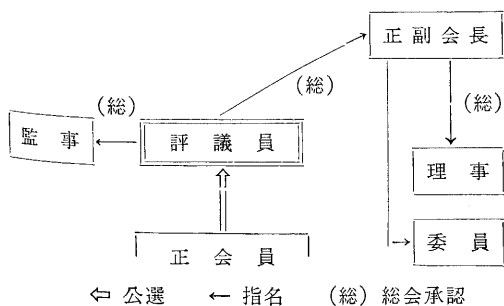 正副会長
(総)
(総)
(総)
監事
評議員
理事
委員
正会員
⇦ 公選 ← 指名 (総) 総会承認